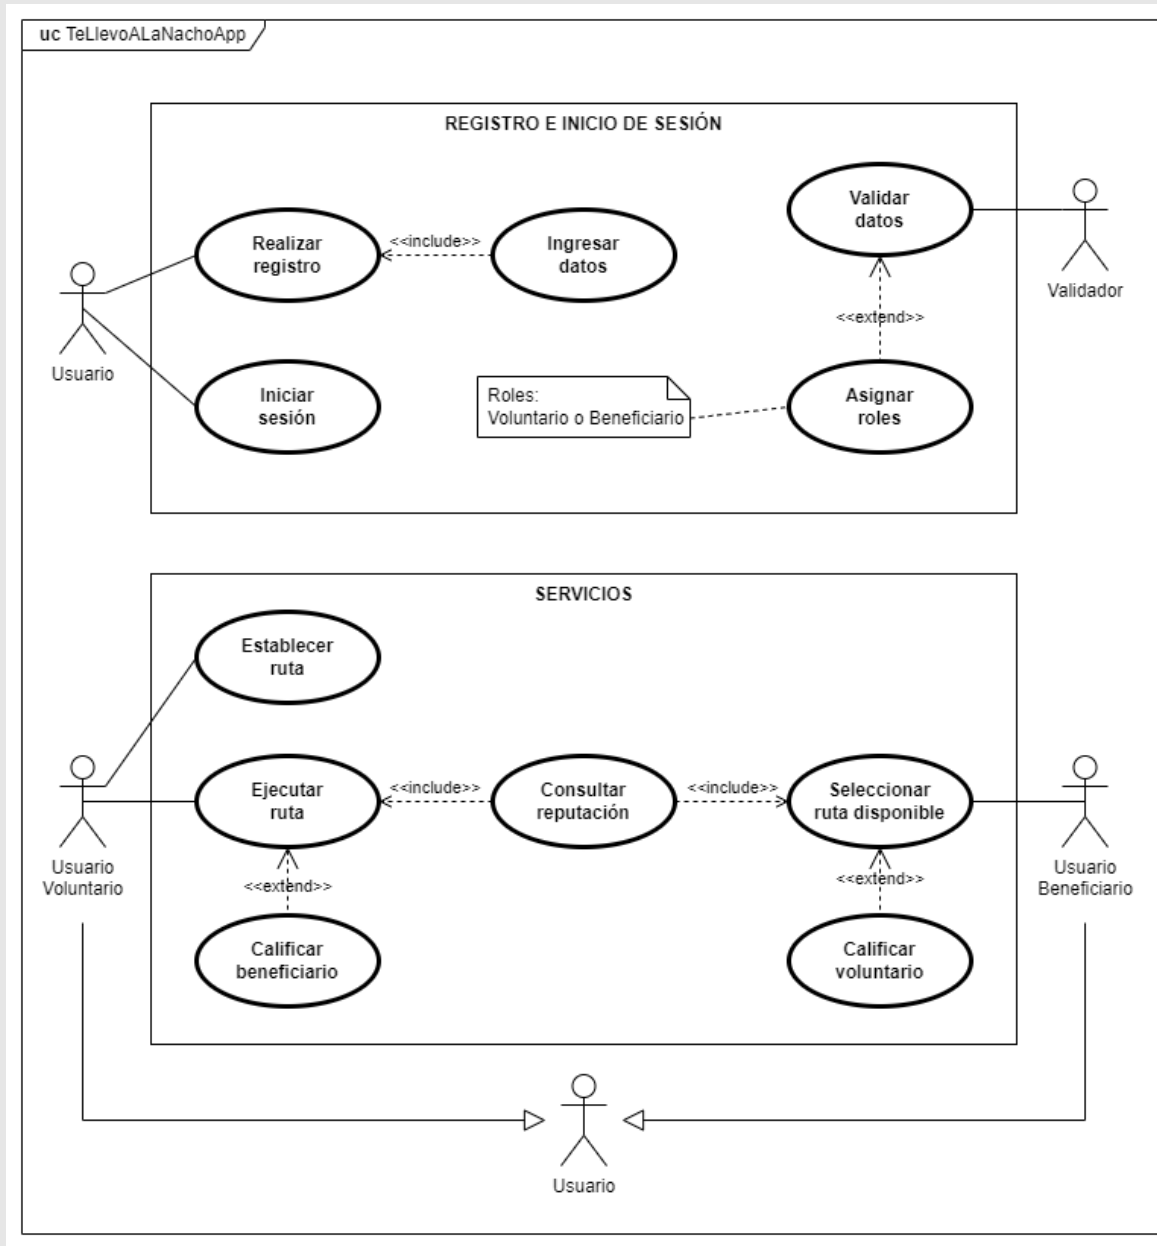 uc TeLlevoALaNachoApp
REGISTRO E INICIO DE SESIÓN
Realizar
registro
<<include>>
Ingresar
datos
Validar
datos
Validador
Usuario
<<extend>>
Iniciar
sesión
Roles:
Voluntario o Beneficiario
Asignar
roles
SERVICIOS
Establecer
ruta
Ejecutar
ruta
<<include>>
Consultar
reputación
<<include>>
Seleccionar
ruta disponible
Usuario
Voluntario
Usuario
Beneficiario
<<extend>>
<<extend>>
Calificar
beneficiario
Calificar
voluntario
Usuario